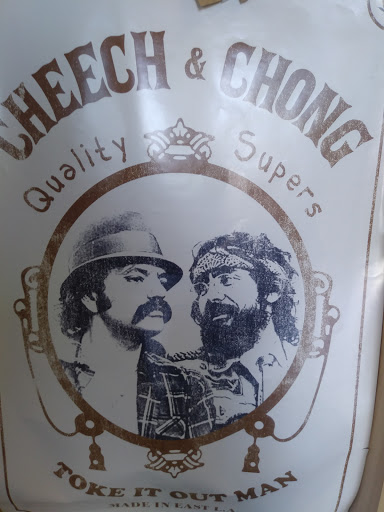 CHEECH & CHONG
Quality Supers
TOKE IT OUT MAN
MADE IN EAST L.A.